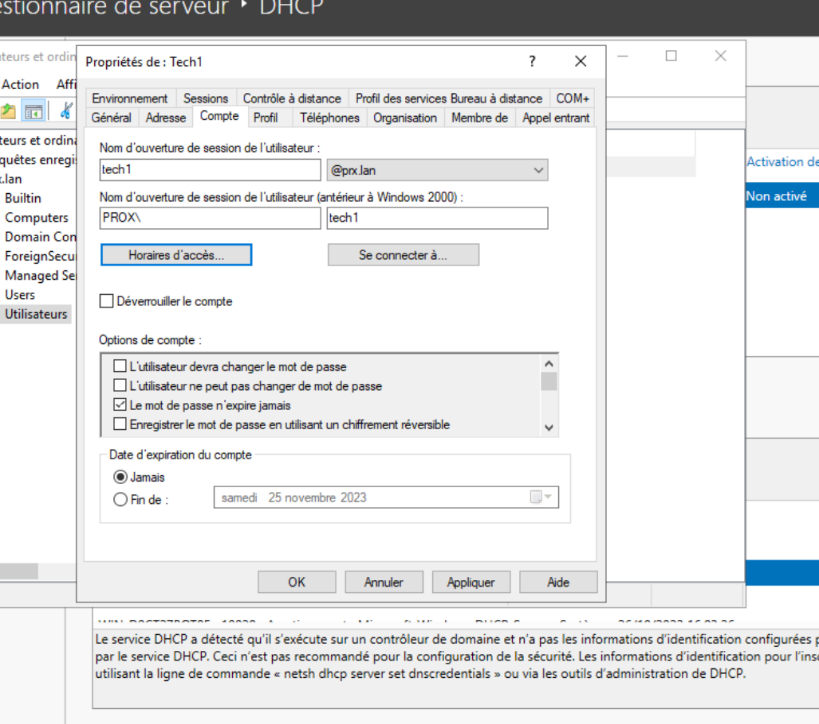 estionnaire de serveur ‣ DHCP
ateurs et ordin
Propriétés de : Tech1
?
Action Affi
Environnement Sessions Contrôle à distance Profil des services Bureau à distance COM+
Général Adresse Compte Profil Téléphones Organisation Membre de Appel entrant
teurs et ordina
quêtes enregi
x.lan
Builtin
Computers
Domain Con
ForeignSecu
Managed Se
Users
Utilisateurs
Nom d'ouverture de session de l'utilisateur :
tech1 @prx.lan
Nom d'ouverture de session de l'utilisateur (antérieur à Windows 2000) :
PROX\ tech1
Horaires d'accès... Se connecter à...
Déverrouiller le compte
Options de compte :
L'utilisateur devra changer le mot de passe
L'utilisateur ne peut pas changer de mot de passe
Le mot de passe n'expire jamais
Enregistrer le mot de passe en utilisant un chiffrement réversible
Date d'expiration du compte
Jamais
Fin de : samedi 25 novembre 2023
OK Annuler Appliquer Aide
Activation de
Non activé
Le service DHCP a détecté qu'il s'exécute sur un contrôleur de domaine et n'a pas les informations d'identification configurées p
par le service DHCP. Ceci n'est pas recommandé pour la configuration de la sécurité. Les informations d'identification pour l'ins
utilisant la ligne de commande « netsh dhcp server set dnscredentials » ou via les outils d'administration de DHCP.